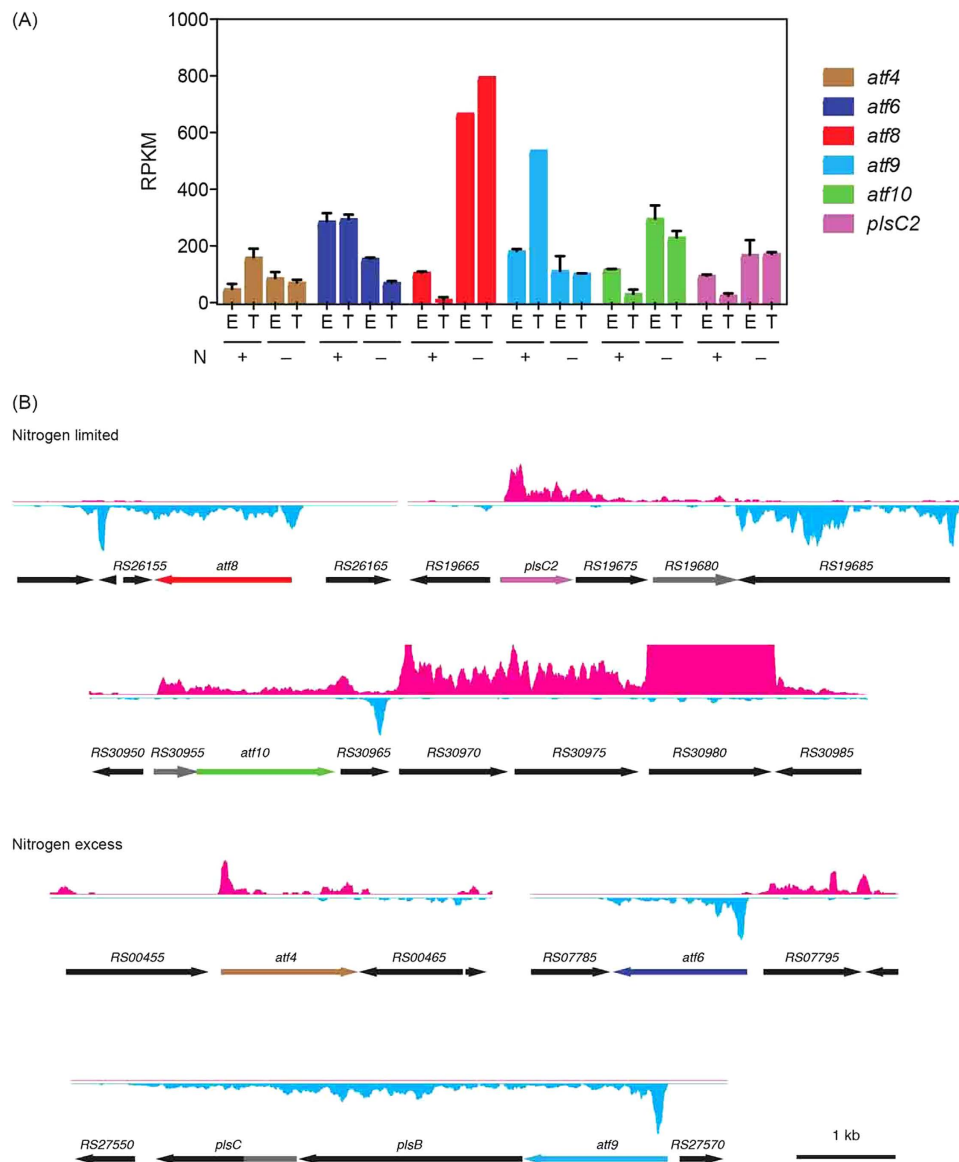 (A)
1000
800
600
400
200
0
RPKM
E T E T E T E T E T E T E T E T E T E T E T E T
N + – + – + – + – + – + –
atf4
atf6
atf8
atf9
atf10
plsC2
(B)
Nitrogen limited
RS26155 atf8 RS26165 RS19665 plsC2 RS19675 RS19680 RS19685
RS30950 RS30955 atf10 RS30965 RS30970 RS30975 RS30980 RS30985
Nitrogen excess
RS00455 atf4 RS00465 RS07785 atf6 RS07795
RS27550 plsC plsB atf9 RS27570
1 kb